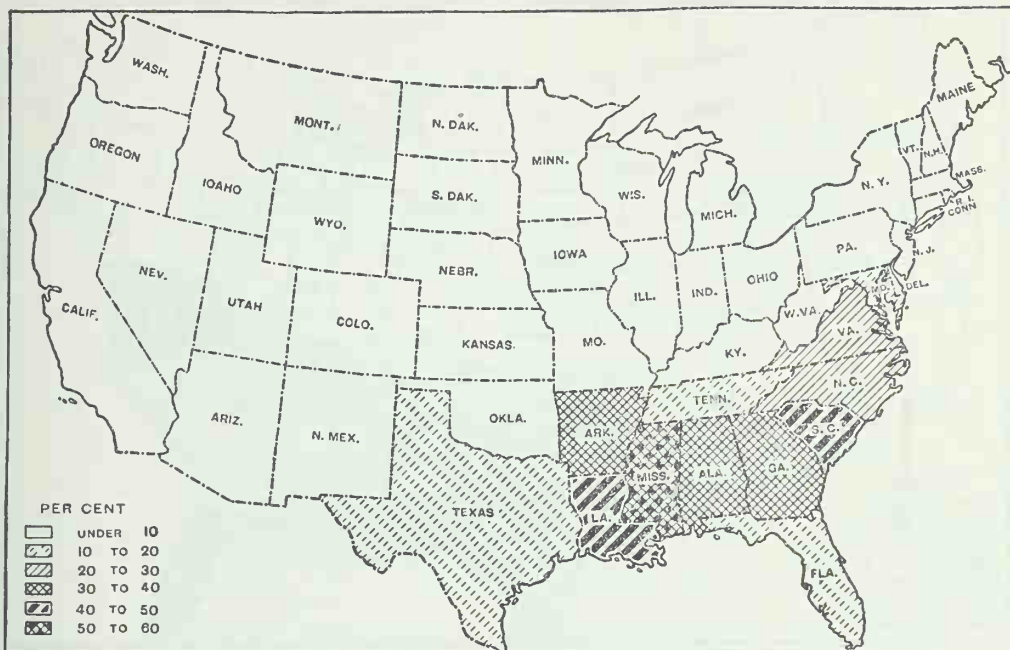 WASH.
MONT.
N. DAK.
MINN.
MAINE
OREGON
IDAHO
S. DAK.
WIS.
MICH.
VT.
N.H.
N.Y.
MASS.
R. I.
CONN
WYO.
IOWA
PA.
N. J.
NEV.
NEBR.
ILL.
IND.
OHIO
MD.
DEL.
UTAH
COLO.
W. VA.
VA.
CALIF.
KANSAS.
MO.
KY.
N.C.
TENN.
ARIZ.
N. MEX.
OKLA.
ARK.
S. C.
MISS.
ALA.
GA.
TEXAS
LA.
FLA.
PER CENT
UNDER 10
10 TO 20
20 TO 30
30 TO 40
40 TO 50
50 TO 60